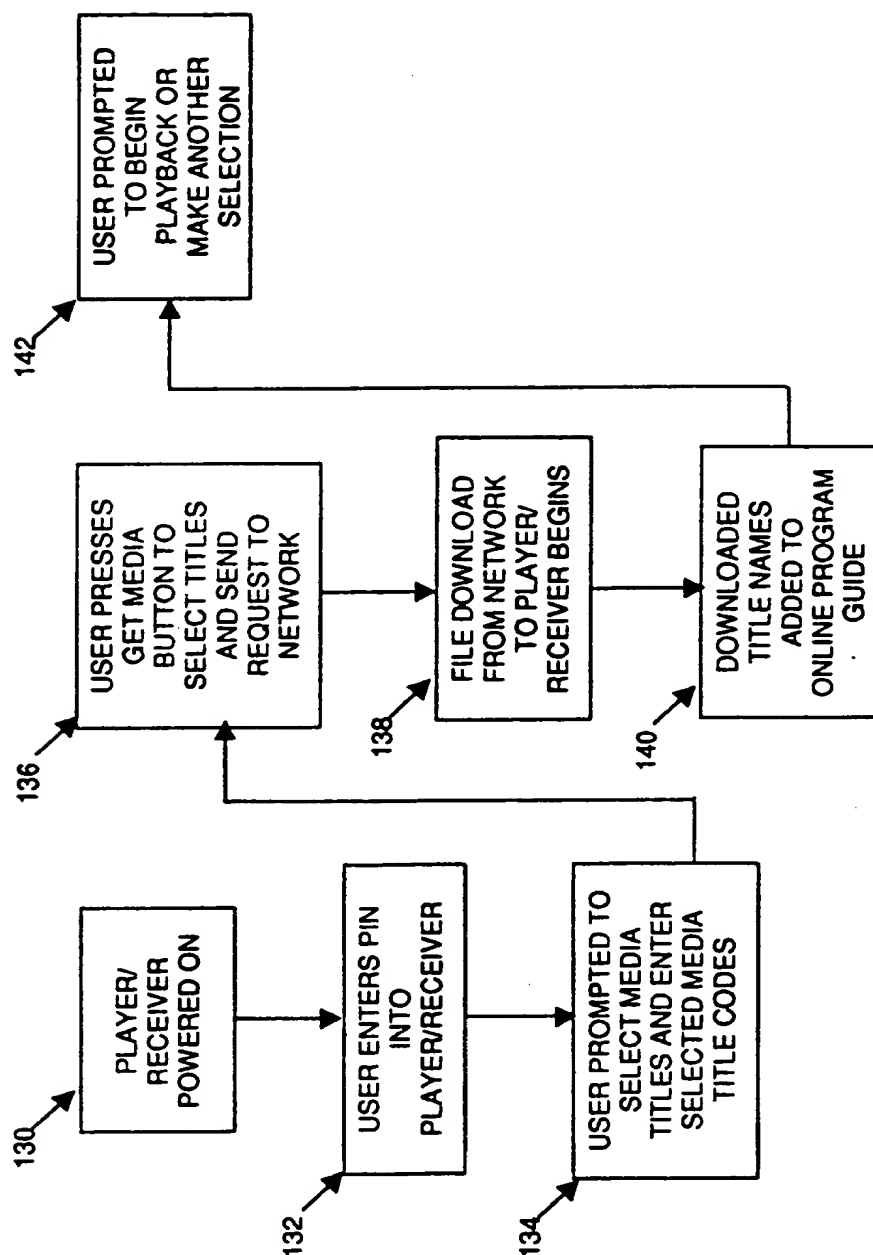 130
PLAYER/
RECEIVER
POWERED ON
132
USER ENTERS PIN
INTO
PLAYER/RECEIVER
134
USER PROMPTED TO
SELECT MEDIA
TITLES AND ENTER
SELECTED MEDIA
TITLE CODES
136
USER PRESSES
GET MEDIA
BUTTON TO
SELECT TITLES
AND SEND
REQUEST TO
NETWORK
138
FILE DOWNLOAD
FROM NETWORK
TO PLAYER/
RECEIVER BEGINS
140
DOWNLOADED
TITLE NAMES
ADDED TO
ONLINE PROGRAM
GUIDE
142
USER PROMPTED
TO BEGIN
PLAYBACK OR
MAKE ANOTHER
SELECTION